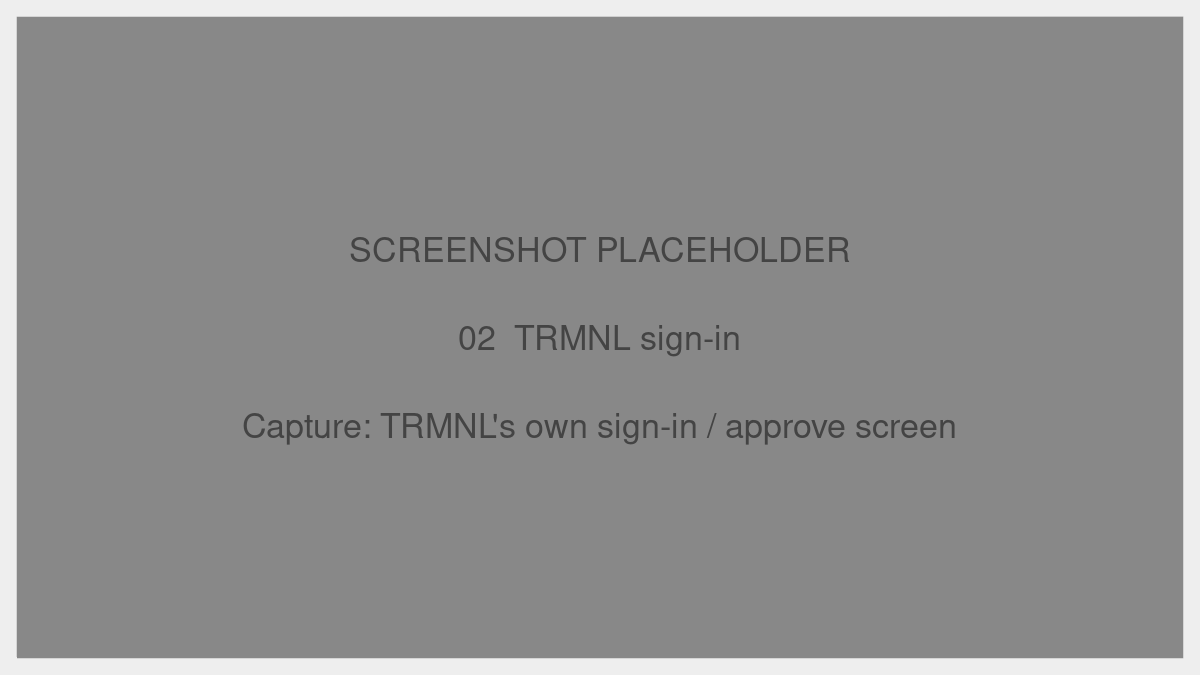 SCREENSHOT PLACEHOLDER
02 TRMNL sign-in
Capture: TRMNL's own sign-in / approve screen